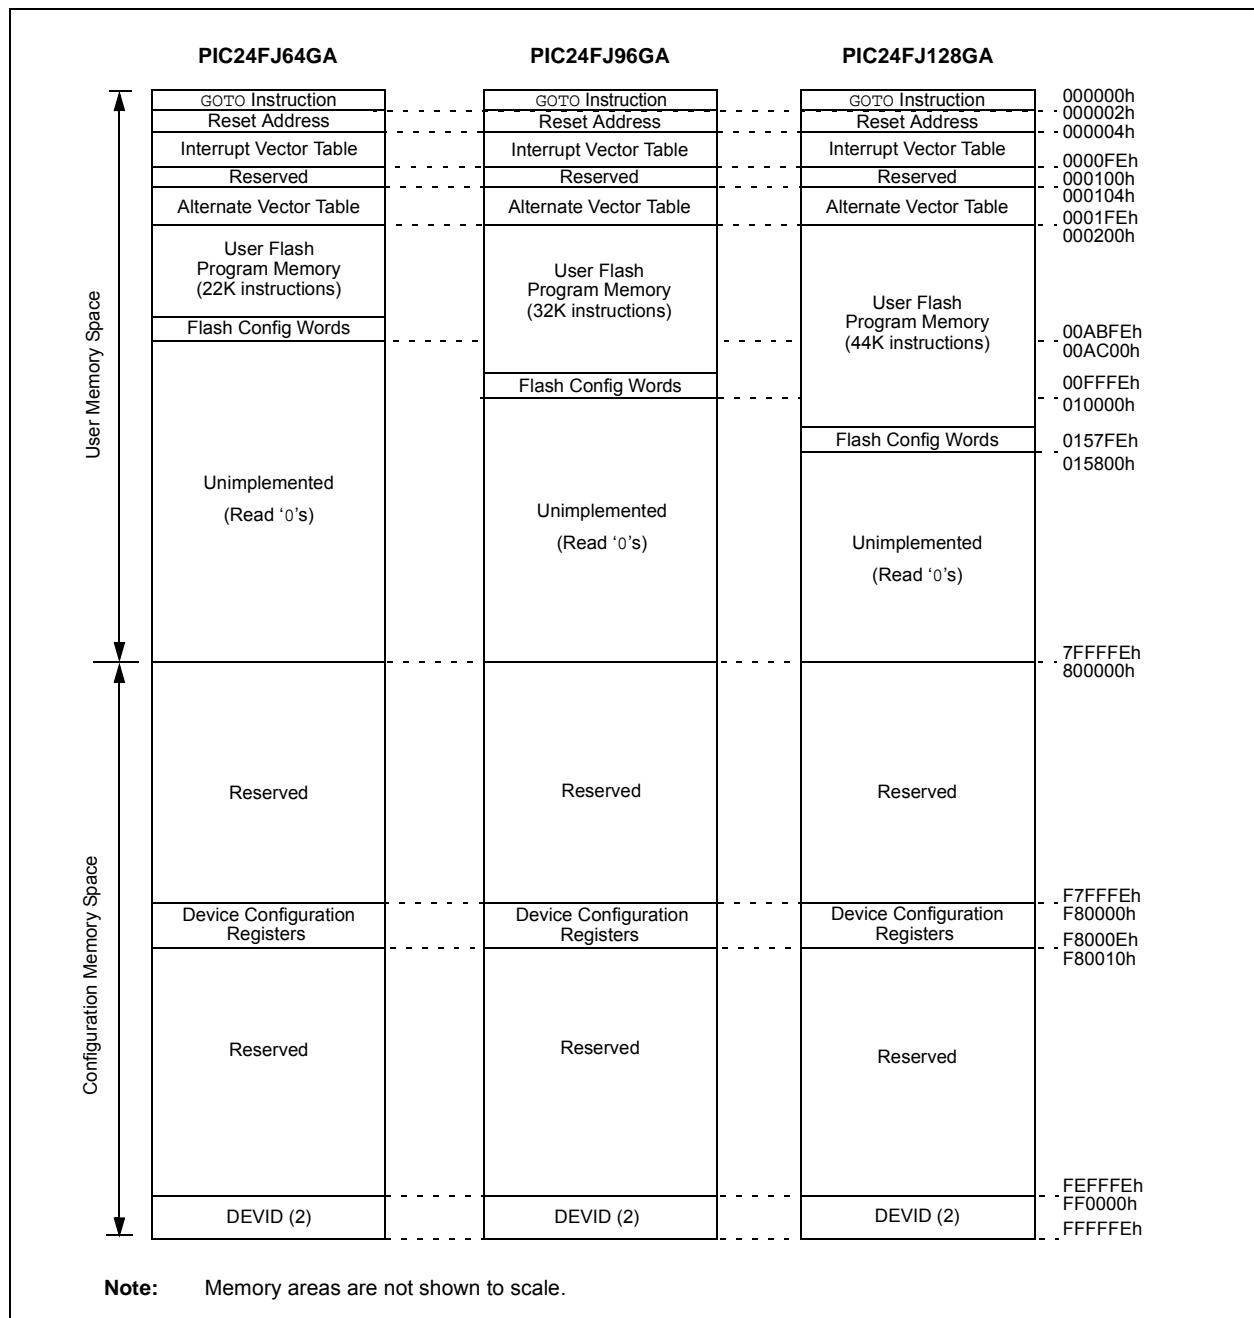 PIC24FJ64GA
PIC24FJ96GA
PIC24FJ128GA
GOTO Instruction
GOTO Instruction
GOTO Instruction
000000h
000002h
Reset Address
Reset Address
Reset Address
000004h
Interrupt Vector Table
Interrupt Vector Table
Interrupt Vector Table
0000FEh
Reserved
Reserved
Reserved
000100h
000104h
Alternate Vector Table
Alternate Vector Table
Alternate Vector Table
0001FEh
000200h
User Flash
Program Memory
(22K instructions)
User Flash
Program Memory
(32K instructions)
User Flash
Program Memory
(44K instructions)
Flash Config Words
00ABFEh
00AC00h
Flash Config Words
00FFFEh
010000h
Flash Config Words
0157FEh
015800h
User Memory Space
Unimplemented
(Read ‘0’s)
Unimplemented
(Read ‘0’s)
Unimplemented
(Read ‘0’s)
7FFFFEh
800000h
Reserved
Reserved
Reserved
F7FFFEh
F80000h
Device Configuration
Registers
Device Configuration
Registers
Device Configuration
Registers
F8000Eh
F80010h
Configuration Memory Space
Reserved
Reserved
Reserved
FEFFFEh
FF0000h
DEVID (2)
DEVID (2)
DEVID (2)
FFFFFEh
Note: Memory areas are not shown to scale.